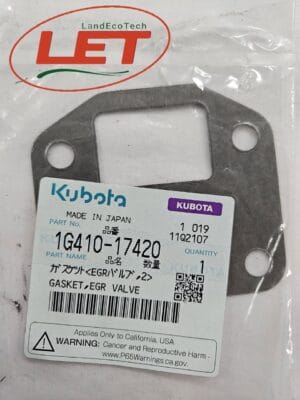 LandEcoTech
LET
Kubota
KUBOTA
MADE IN JAPAN
1 019
PART No.
品番
11Q2107
1G410-17420
QUANTITY
PART NAME
品名
数量
1
ガスケット<EGRバルブ,2>
GASKET,EGR VALVE
Applies Only to California, USA
WARNING:
Cancer and Reproductive Harm -
www.P65Warnings.ca.gov.